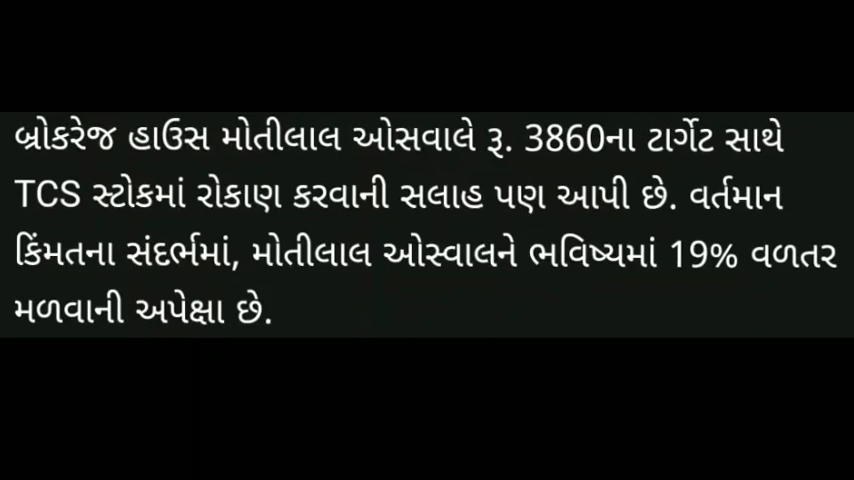 બ્રોકરેજ હાઉસ મોતીલાલ ઓસવાલે રૂ. 3860ના ટાર્ગેટ સાથે
TCS સ્ટોકમાં રોકાણ કરવાની સલાહ પણ આપી છે. વર્તમાન
કિંમતના સંદર્ભમાં, મોતીલાલ ઓસ્વાલને ભવિષ્યમાં 19% વળતર
મળવાની અપેક્ષા છે.